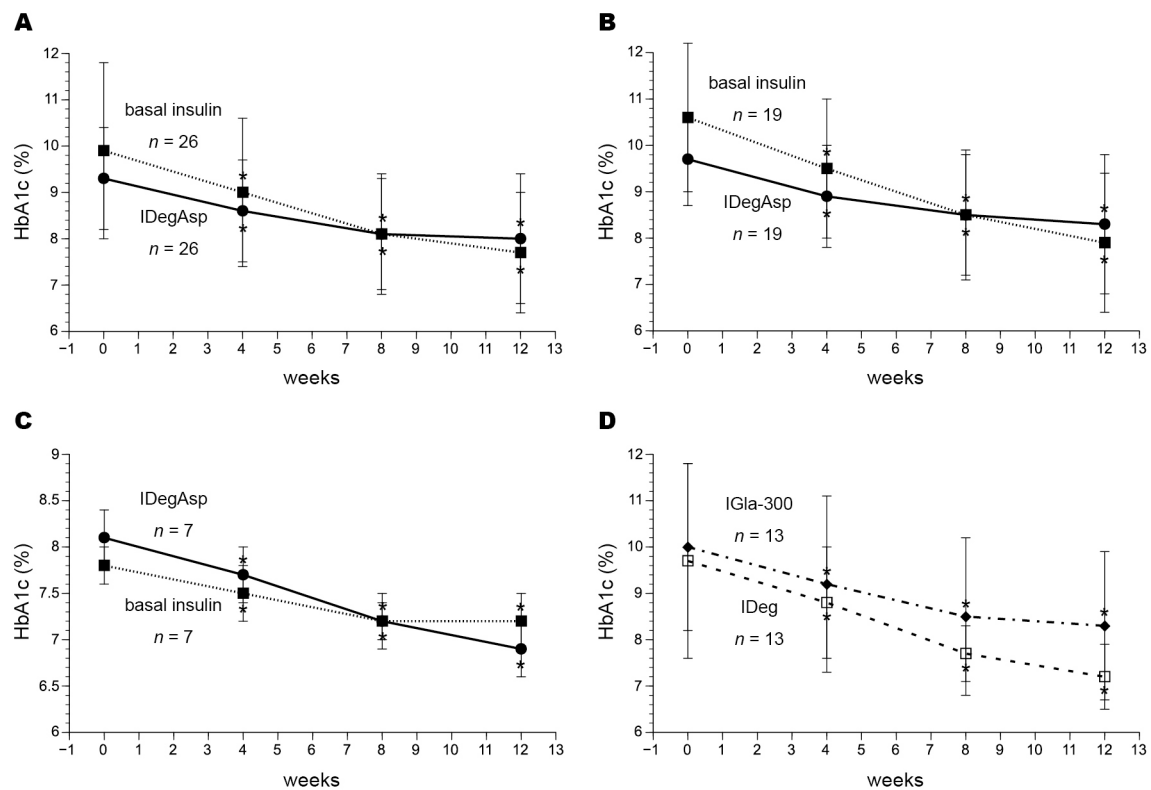 A
12
11
10
9
8
7
6
HbA1c (%)
basal insulin
n = 26
IDegAsp
n = 26
* * *
* * *
−1 0 1 2 3 4 5 6 7 8 9 10 11 12 13
weeks
B
12
11
10
9
8
7
6
HbA1c (%)
basal insulin
n = 19
IDegAsp
n = 19
* * *
* * *
−1 0 1 2 3 4 5 6 7 8 9 10 11 12 13
weeks
C
9
8.5
8
7.5
7
6.5
6
HbA1c (%)
IDegAsp
n = 7
basal insulin
n = 7
* * *
* * *
−1 0 1 2 3 4 5 6 7 8 9 10 11 12 13
weeks
D
12
11
10
9
8
7
6
HbA1c (%)
IGla-300
n = 13
IDeg
n = 13
* * *
* * *
−1 0 1 2 3 4 5 6 7 8 9 10 11 12 13
weeks